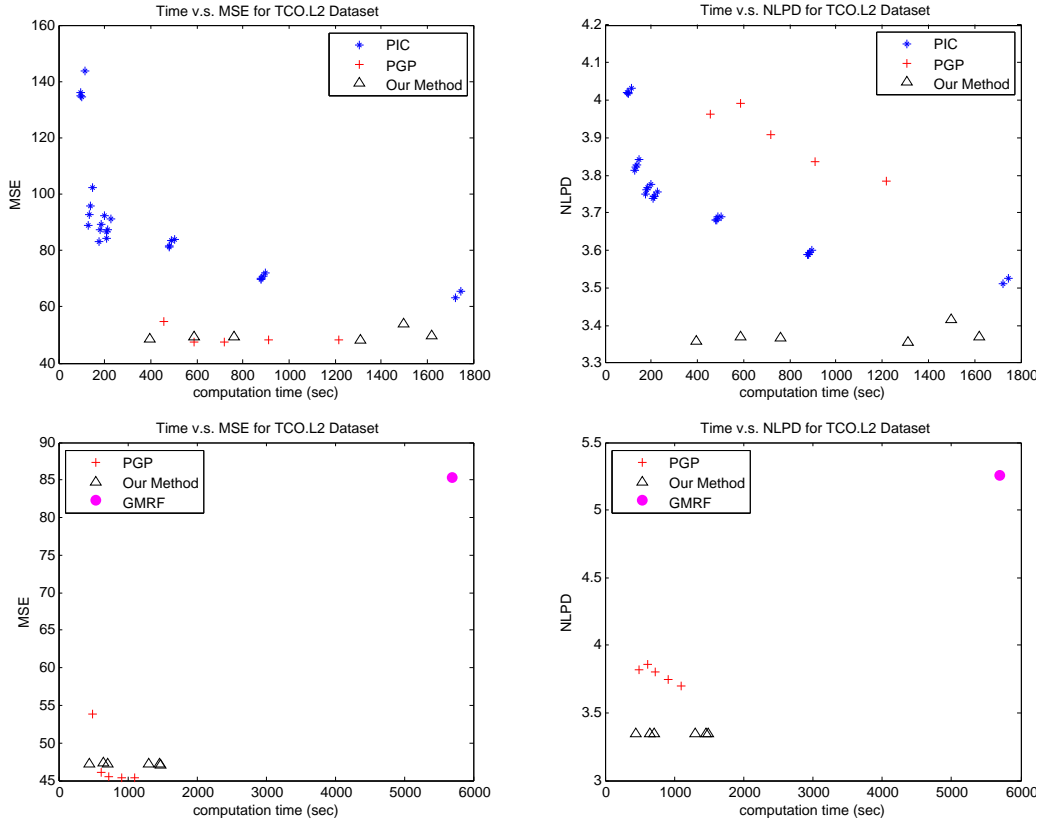 Time v.s. MSE for TCO.L2 Dataset
PIC
PGP
Our Method
160
140
120
100
80
60
40
MSE
0 200 400 600 800 1000 1200 1400 1600 1800
computation time (sec)
Time v.s. NLPD for TCO.L2 Dataset
PIC
PGP
Our Method
4.2
4.1
4
3.9
3.8
3.7
3.6
3.5
3.4
3.3
NLPD
0 200 400 600 800 1000 1200 1400 1600 1800
computation time (sec)
Time v.s. MSE for TCO.L2 Dataset
PGP
Our Method
GMRF
90
85
80
75
70
65
60
55
50
45
MSE
0 1000 2000 3000 4000 5000 6000
computation time (sec)
Time v.s. NLPD for TCO.L2 Dataset
PGP
Our Method
GMRF
5.5
5
4.5
4
3.5
3
NLPD
0 1000 2000 3000 4000 5000 6000
computation time (sec)